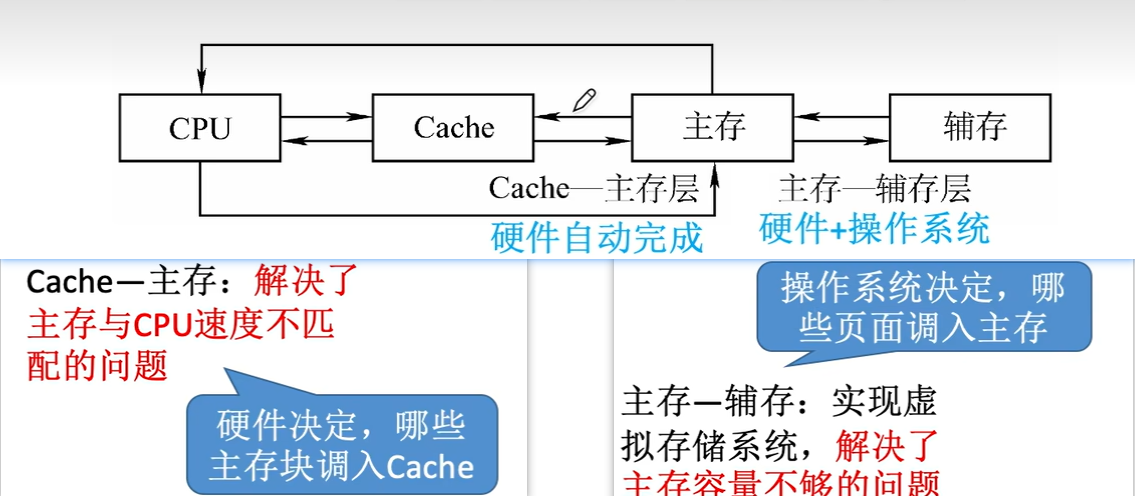 CPU
Cache
主存
辅存
Cache—主存层
主存—辅存层
硬件自动完成
硬件+操作系统
Cache—主存：解决了
主存与CPU速度不匹
配的问题
硬件决定，哪些
主存块调入Cache
操作系统决定，哪
些页面调入主存
主存—辅存：实现虚
拟存储系统，解决了
主存容量不够的问题